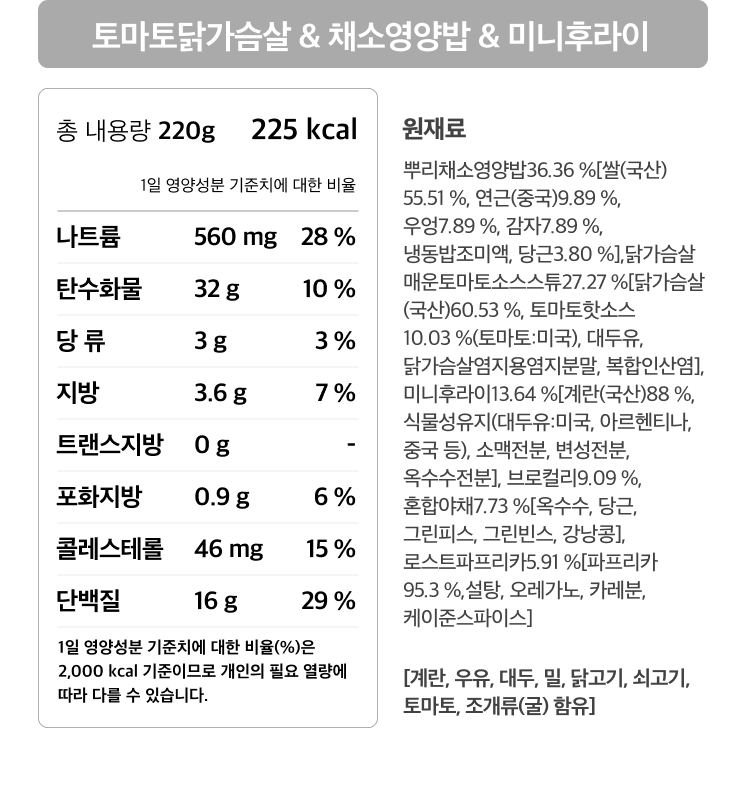 토마토닭가슴살 & 채소영양밥 & 미니후라이
총 내용량 220g 225 kcal
1일 영양성분 기준치에 대한 비율
나트륨 560 mg 28 %
탄수화물 32 g 10 %
당 류 3 g 3 %
지방 3.6 g 7 %
트랜스지방 0 g -
포화지방 0.9 g 6 %
콜레스테롤 46 mg 15 %
단백질 16 g 29 %
1일 영양성분 기준치에 대한 비율(%)은
2,000 kcal 기준이므로 개인의 필요 열량에
따라 다를 수 있습니다.
원재료
뿌리채소영양밥36.36 %[쌀(국산)
55.51 %, 연근(중국)9.89 %,
우엉7.89 %, 감자7.89 %,
냉동밥조미액, 당근3.80 %],닭가슴살
매운토마토소스스튜27.27 %[닭가슴살
(국산)60.53 %, 토마토핫소스
10.03 %(토마토:미국), 대두유,
닭가슴살염지용염지분말, 복합인산염],
미니후라이13.64 %[계란(국산)88 %,
식물성유지(대두유:미국, 아르헨티나,
중국 등), 소맥전분, 변성전분,
옥수수전분], 브로컬리9.09 %,
혼합야채7.73 %[옥수수, 당근,
그린피스, 그린빈스, 강낭콩],
로스트파프리카5.91 %[파프리카
95.3 %,설탕, 오레가노, 카레분,
케이준스파이스]
[계란, 우유, 대두, 밀, 닭고기, 쇠고기,
토마토, 조개류(굴) 함유]